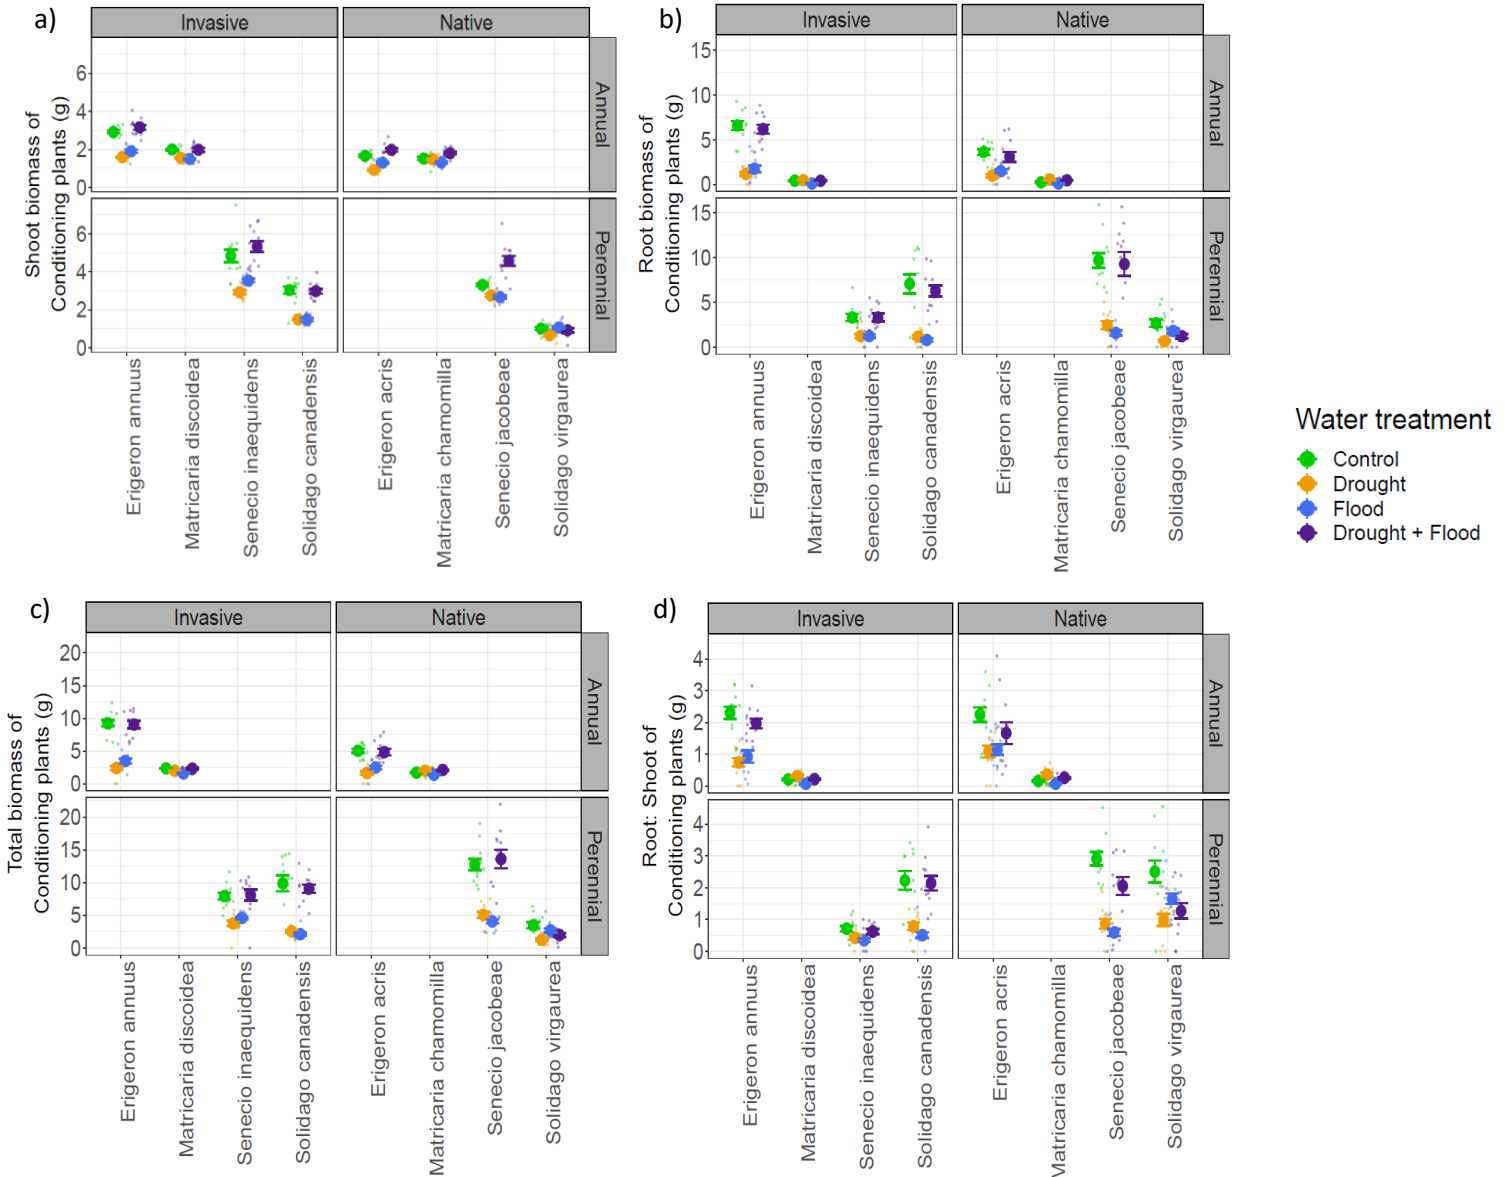 a)
Invasive
Native
Shoot biomass of
Conditioning plants (g)
6
4
2
0
Annual
6
4
2
0
Perennial
Erigeron annuus
Matricaria discoidea
Senecio inaequidens
Solidago canadensis
Erigeron acris
Matricaria chamomilla
Senecio jacobeae
Solidago virgaurea
b)
Invasive
Native
Root biomass of
Conditioning plants (g)
15
10
5
0
Annual
15
10
5
0
Perennial
Erigeron annuus
Matricaria discoidea
Senecio inaequidens
Solidago canadensis
Erigeron acris
Matricaria chamomilla
Senecio jacobeae
Solidago virgaurea
Water treatment
Control
Drought
Flood
Drought + Flood
c)
Invasive
Native
Total biomass of
Conditioning plants (g)
20
15
10
5
0
Annual
20
15
10
5
0
Perennial
Erigeron annuus
Matricaria discoidea
Senecio inaequidens
Solidago canadensis
Erigeron acris
Matricaria chamomilla
Senecio jacobeae
Solidago virgaurea
d)
Invasive
Native
Root: Shoot of
Conditioning plants (g)
4
3
2
1
0
Annual
4
3
2
1
0
Perennial
Erigeron annuus
Matricaria discoidea
Senecio inaequidens
Solidago canadensis
Erigeron acris
Matricaria chamomilla
Senecio jacobeae
Solidago virgaurea